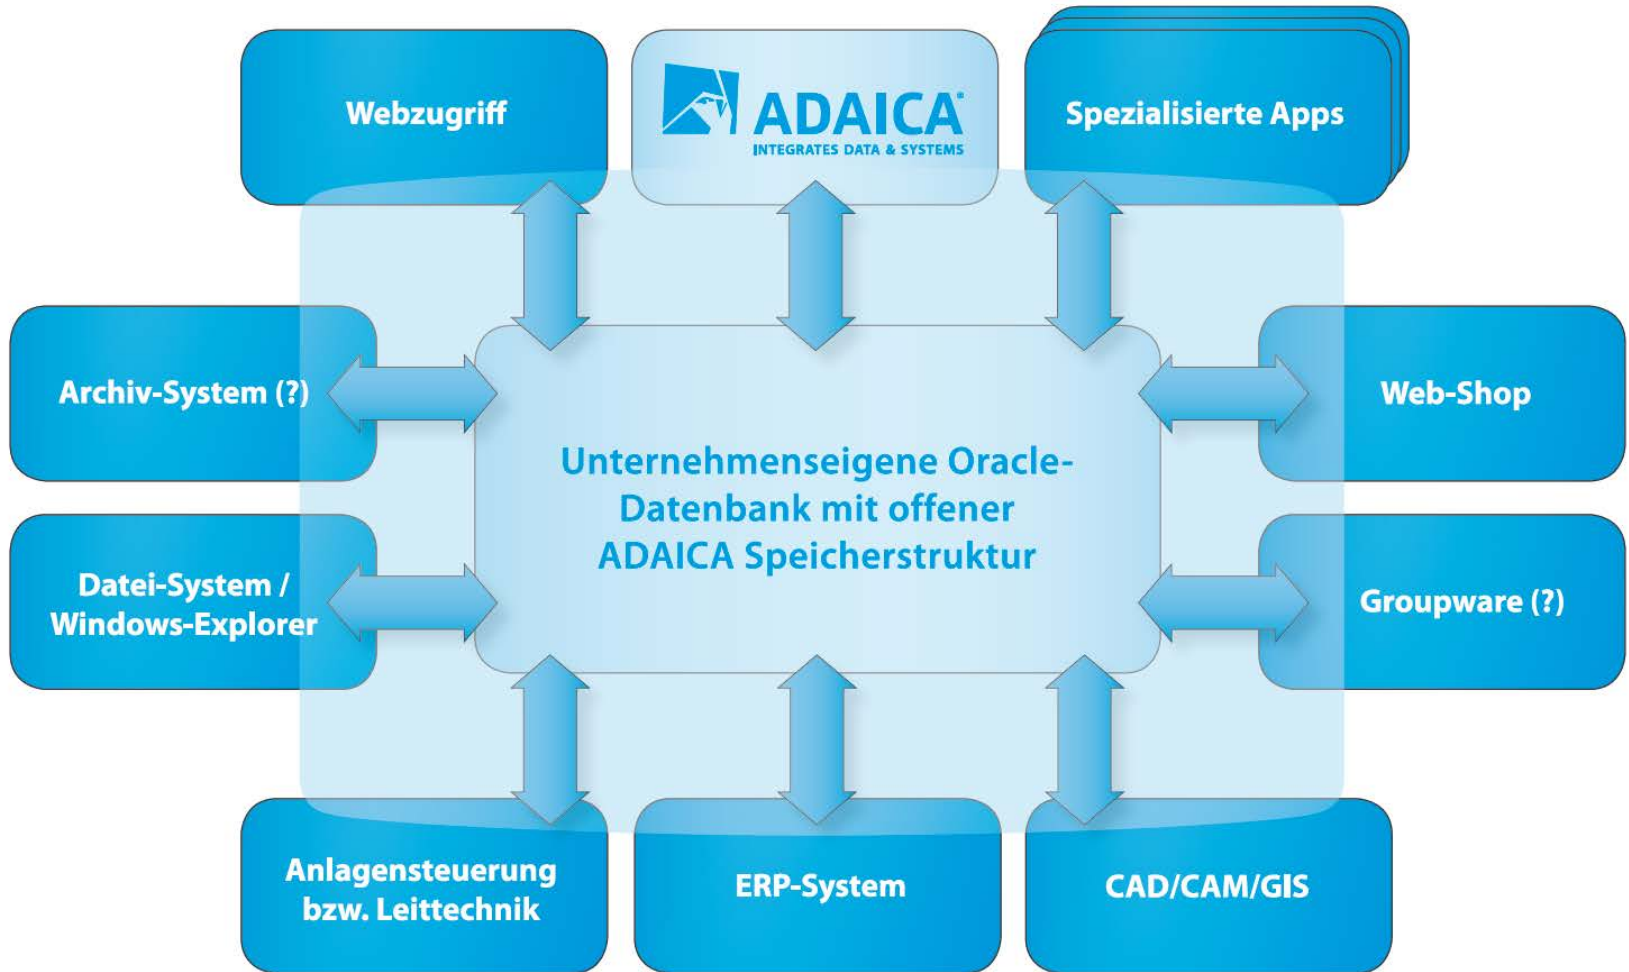 Webzugriff
ADAICA®
INTEGRATES DATA & SYSTEMS
Spezialisierte Apps
Archiv-System (?)
Web-Shop
Unternehmenseigene Oracle-
Datenbank mit offener
ADAICA Speicherstruktur
Datei-System /
Windows-Explorer
Groupware (?)
Anlagensteuerung
bzw. Leittechnik
ERP-System
CAD/CAM/GIS